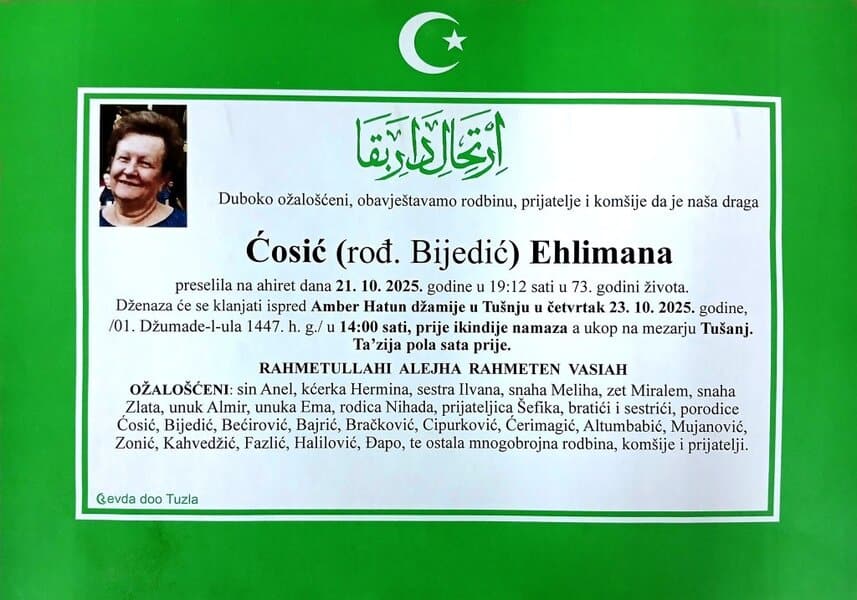 اِرْتِحَالِ دَارِ بَقَا
Duboko ožalošćeni, obavještavamo rodbinu, prijatelje i komšije da je naša draga
Ćosić (rođ. Bijedić) Ehlimana
preselila na ahiret dana 21. 10. 2025. godine u 19:12 sati u 73. godini života.
Dženaza će se klanjati ispred Amber Hatun džamije u Tušnju u četvrtak 23. 10. 2025. godine,
/01. Džumade-l-ula 1447. h. g./ u 14:00 sati, prije ikindije namaza a ukop na mezarju Tušanj.
Ta’zija pola sata prije.
RAHMETULLAHI ALEJHA RAHMETEN VASIAH
OŽALOŠĆENI: sin Anel, kćerka Hermina, sestra Ilvana, snaha Meliha, zet Miralem, snaha
Zlata, unuk Almir, unuka Ema, rodica Nihada, prijateljica Šefika, bratići i sestrići, porodice
Ćosić, Bijedić, Bećirović, Bajrić, Bračković, Cipurković, Ćerimagić, Altumbabić, Mujanović,
Zonić, Kahvedžić, Fazlić, Halilović, Đapo, te ostala mnogobrojna rodbina, komšije i prijatelji.
evda doo Tuzla